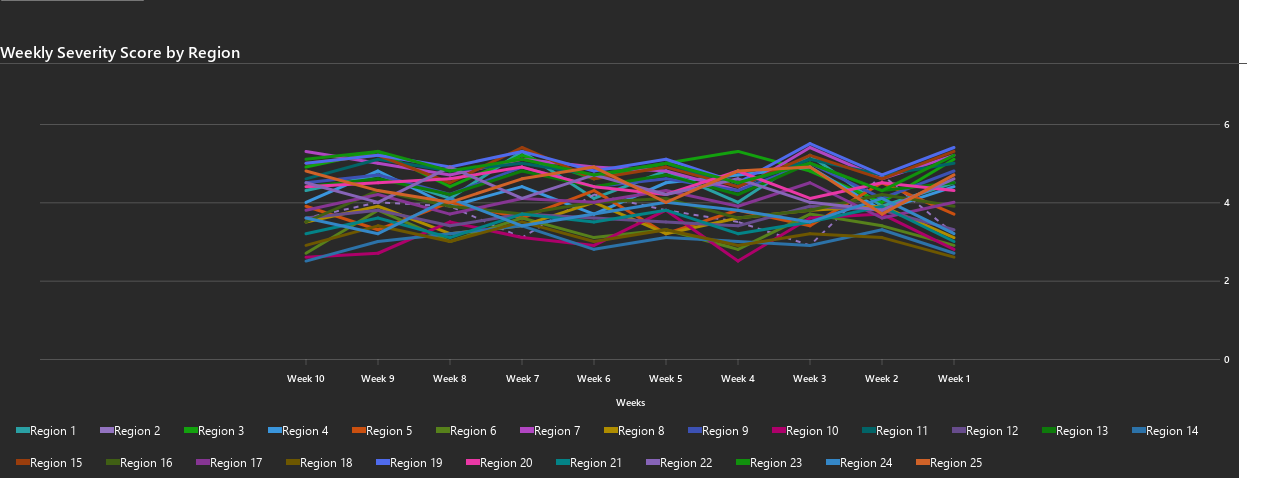 Weekly Severity Score by Region
6
4
2
0
Week 10 Week 9 Week 8 Week 7 Week 6 Week 5 Week 4 Week 3 Week 2 Week 1
Weeks
Region 1 Region 2 Region 3 Region 4 Region 5 Region 6 Region 7 Region 8 Region 9 Region 10 Region 11 Region 12 Region 13 Region 14
Region 15 Region 16 Region 17 Region 18 Region 19 Region 20 Region 21 Region 22 Region 23 Region 24 Region 25